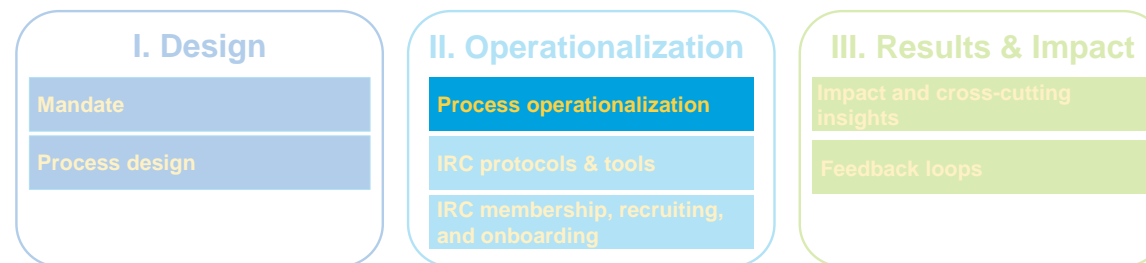 I. Design
Mandate
Process design
II. Operationalization
Process operationalization
IRC protocols & tools
IRC membership, recruiting,
and onboarding
III. Results & Impact
Impact and cross-cutting
insights
Feedback loops